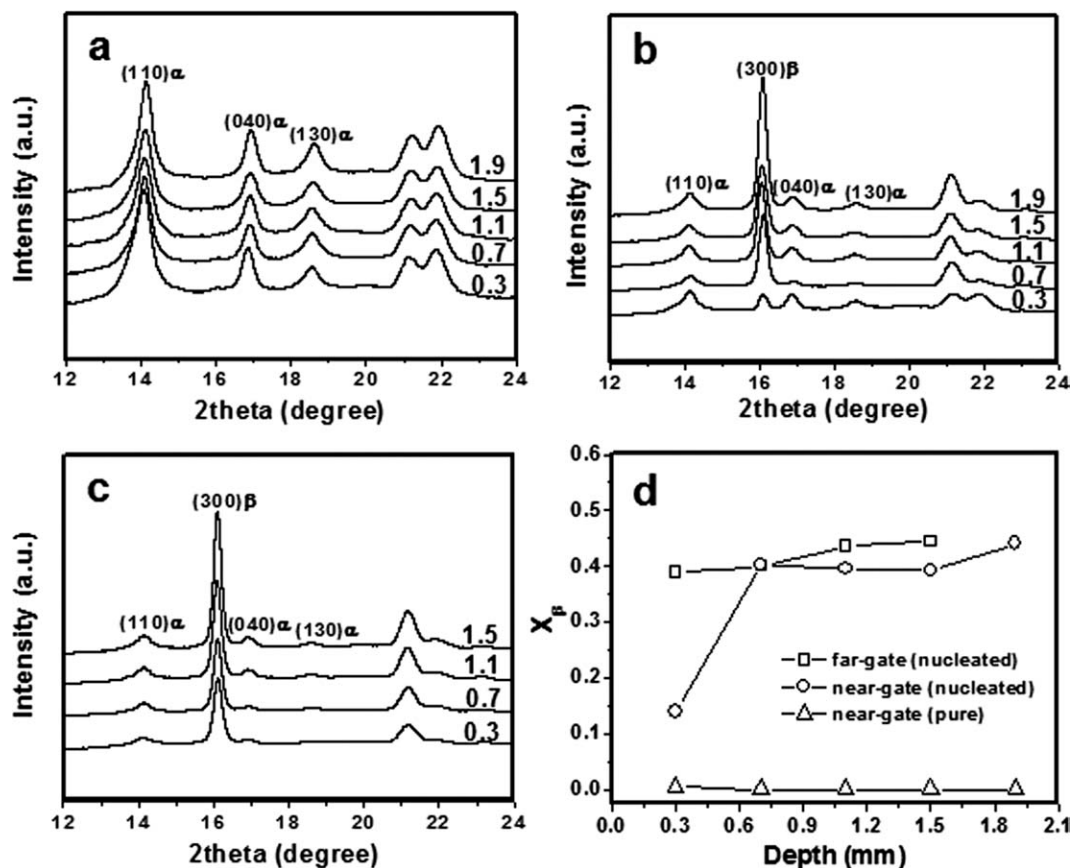 a
(110)α
(040)α
(130)α
1.9
1.5
1.1
0.7
0.3
Intensity (a.u.)
12 14 16 18 20 22 24
2theta (degree)
b
(300)β
(110)α
(040)α
(130)α
1.9
1.5
1.1
0.7
0.3
Intensity (a.u.)
12 14 16 18 20 22 24
2theta (degree)
c
(300)β
(110)α
(040)α
(130)α
1.5
1.1
0.7
0.3
Intensity (a.u.)
12 14 16 18 20 22 24
2theta (degree)
d
0.6
0.5
0.4
0.3
0.2
0.1
0.0
Xβ
far-gate (nucleated)
near-gate (nucleated)
near-gate (pure)
0.0 0.3 0.6 0.9 1.2 1.5 1.8 2.1
Depth (mm)